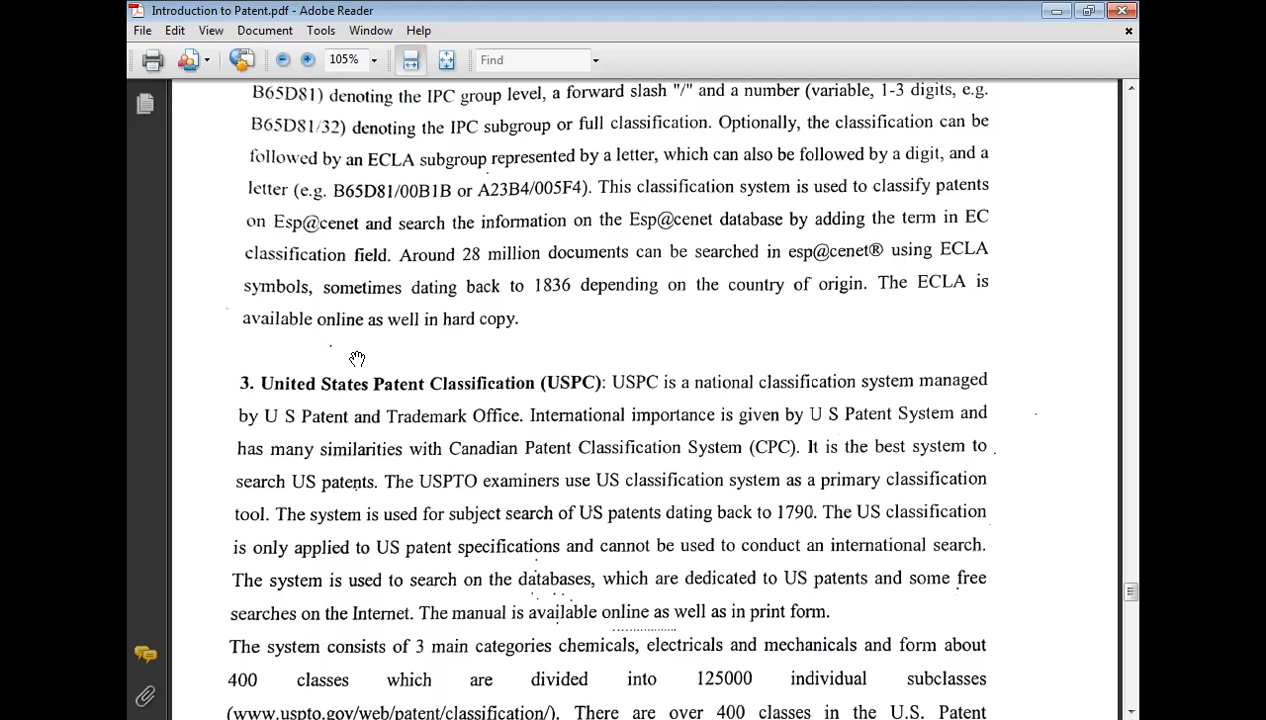 Introduction to Patent.pdf - Adobe Reader
File Edit View Document Tools Window Help
105% Find
B65D81) denoting the IPC group level, a forward slash "/" and a number (variable, 1-3 digits, e.g.
B65D81/32) denoting the IPC subgroup or full classification. Optionally, the classification can be
followed by an ECLA subgroup represented by a letter, which can also be followed by a digit, and a
letter (e.g. B65D81/00B1B or A23B4/005F4). This classification system is used to classify patents
on Esp@cenet and search the information on the Esp@cenet database by adding the term in EC
classification field. Around 28 million documents can be searched in esp@cenet® using ECLA
symbols, sometimes dating back to 1836 depending on the country of origin. The ECLA is
available online as well in hard copy.
3. United States Patent Classification (USPC): USPC is a national classification system managed
by U S Patent and Trademark Office. International importance is given by U S Patent System and
has many similarities with Canadian Patent Classification System (CPC). It is the best system to
search US patents. The USPTO examiners use US classification system as a primary classification
tool. The system is used for subject search of US patents dating back to 1790. The US classification
is only applied to US patent specifications and cannot be used to conduct an international search.
The system is used to search on the databases, which are dedicated to US patents and some free
searches on the Internet. The manual is available online as well as in print form.
The system consists of 3 main categories chemicals, electricals and mechanicals and form about
400 classes which are divided into 125000 individual subclasses
(www.uspto.gov/web/patent/classification/). There are over 400 classes in the U.S. Patent